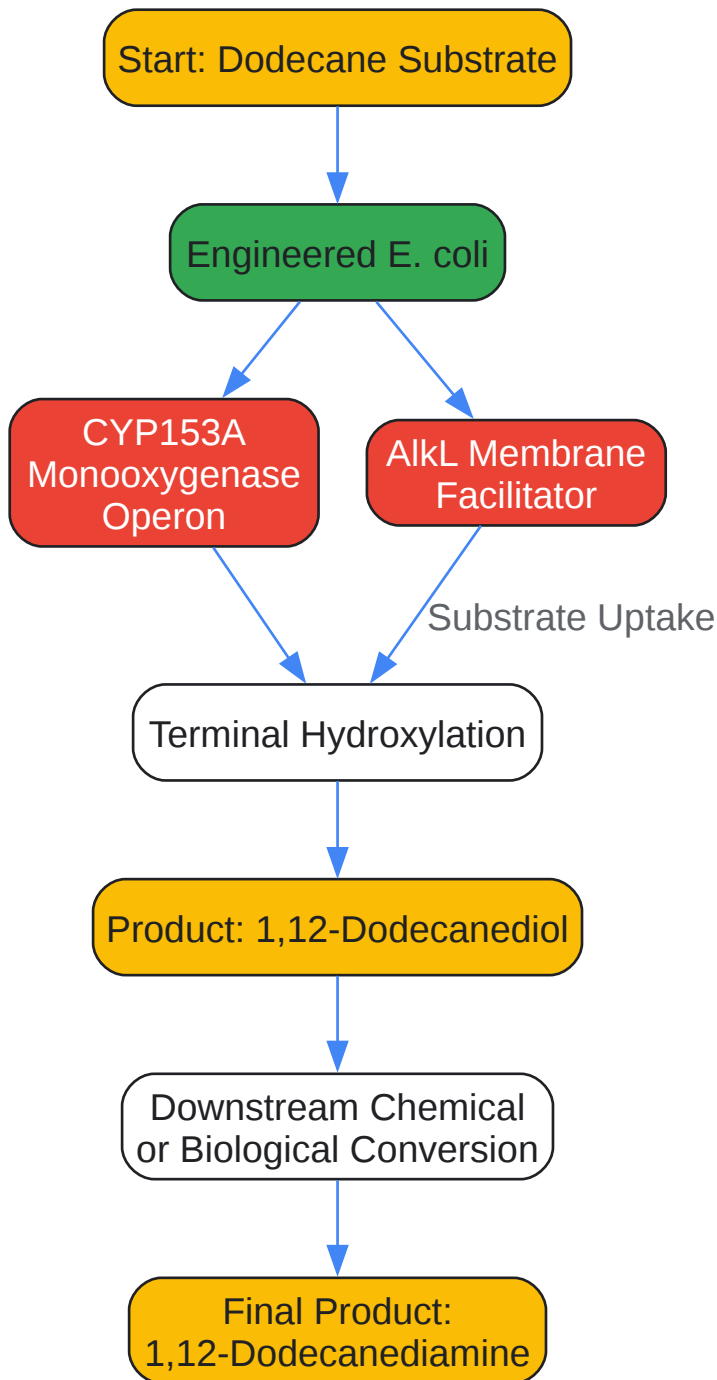 Start: Dodecane Substrate
Engineered E. coli
CYP153A
Monooxygenase
Operon
AlkL Membrane
Facilitator
Substrate Uptake
Terminal Hydroxylation
Product: 1,12-Dodecanediol
Downstream Chemical
or Biological Conversion
Final Product:
1,12-Dodecanediamine